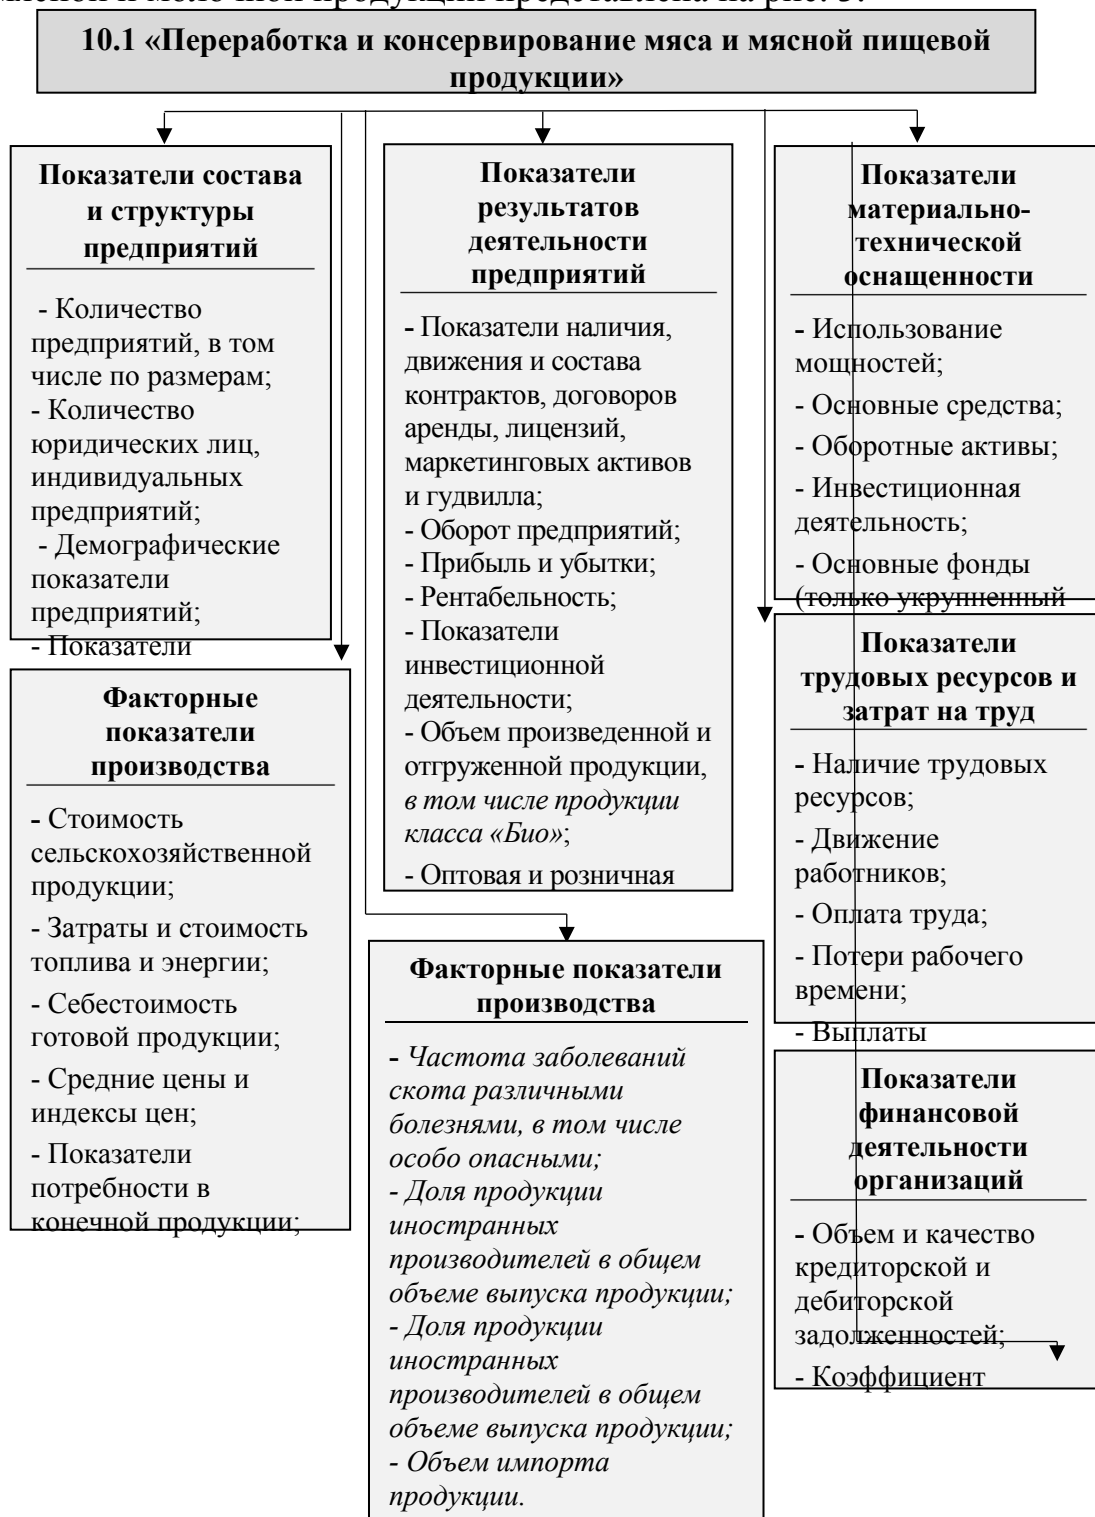 мясной и молочной продукции представлена на рис. 3.
10.1 «Переработка и консервирование мяса и мясной пищевой
продукции»
Показатели состава
и структуры
предприятий
- Количество
предприятий, в том
числе по размерам;
- Количество
юридических лиц,
индивидуальных
предприятий;
- Демографические
показатели
предприятий;
- Показатели
Факторные
показатели
производства
- Стоимость
сельскохозяйственной
продукции;
- Затраты и стоимость
топлива и энергии;
- Себестоимость
готовой продукции;
- Средние цены и
индексы цен;
- Показатели
потребности в
конечной продукции;
Показатели
результатов
деятельности
предприятий
- Показатели наличия,
движения и состава
контрактов, договоров
аренды, лицензий,
маркетинговых активов
и гудвилла;
- Оборот предприятий;
- Прибыль и убытки;
- Рентабельность;
- Показатели
инвестиционной
деятельности;
- Объем произведенной и
отгруженной продукции,
в том числе продукции
класса «Био»;
- Оптовая и розничная
Факторные показатели
производства
- Частота заболеваний
скота различными
болезнями, в том числе
особо опасными;
- Доля продукции
иностранных
производителей в общем
объеме выпуска продукции;
- Доля продукции
иностранных
производителей в общем
объеме выпуска продукции;
- Объем импорта
продукции.
Показатели
материально-
технической
оснащенности
- Использование
мощностей;
- Основные средства;
- Оборотные активы;
- Инвестиционная
деятельность;
- Основные фонды
(только укрупненный
Показатели
трудовых ресурсов и
затрат на труд
- Наличие трудовых
ресурсов;
- Движение
работников;
- Оплата труда;
- Потери рабочего
времени;
- Выплаты
Показатели
финансовой
деятельности
организаций
- Объем и качество
кредиторской и
дебиторской
задолженностей;
- Коэффициент